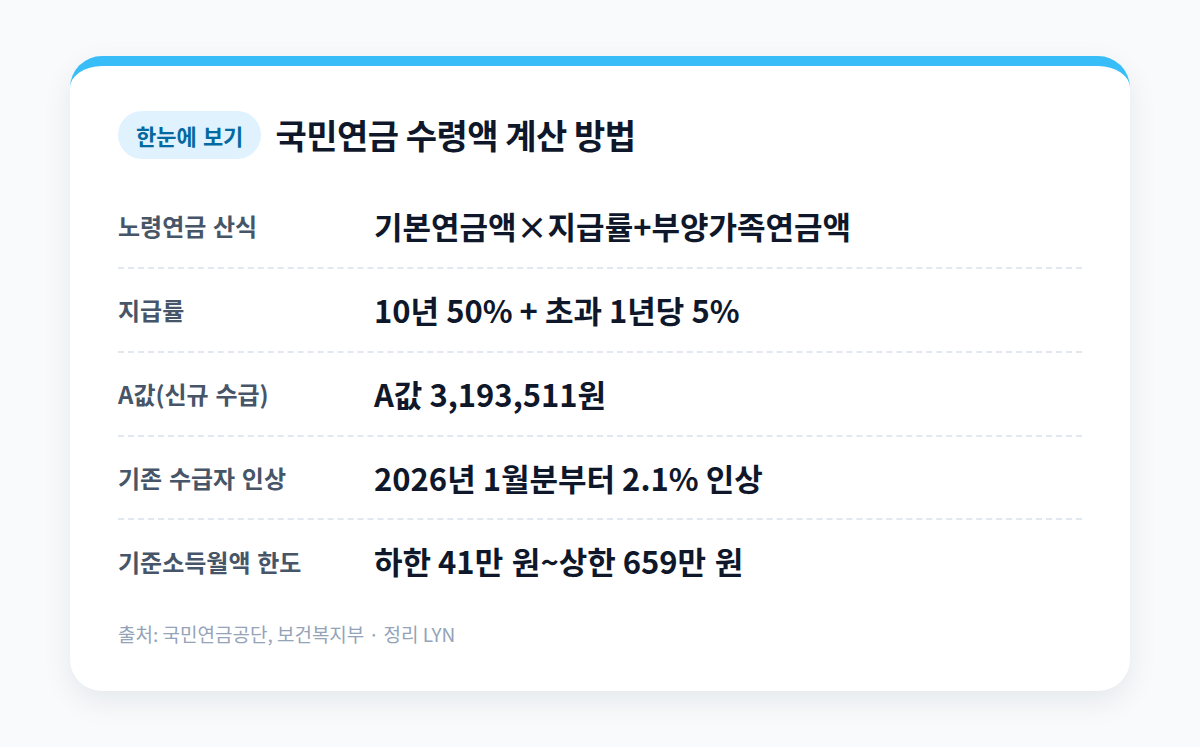 한눈에 보기 국민연금 수령액 계산 방법
노령연금 산식 기본연금액×지급률+부양가족연금액
지급률 10년 50% + 초과 1년당 5%
A값(신규 수급) A값 3,193,511원
기존 수급자 인상 2026년 1월분부터 2.1% 인상
기준소득월액 한도 하한 41만 원~상한 659만 원
출처: 국민연금공단, 보건복지부 · 정리 LYN